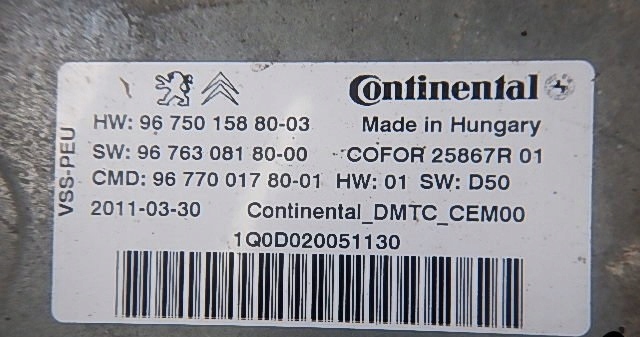 Continental
HW: 96 750 158 80-03 Made in Hungary
SW: 96 763 081 80-00 COFOR 25867R 01
CMD: 96 770 017 80-01 HW: 01 SW: D50
2011-03-30 Continental_DMTC_CEM00
1Q0D020051130
VSS-PEU